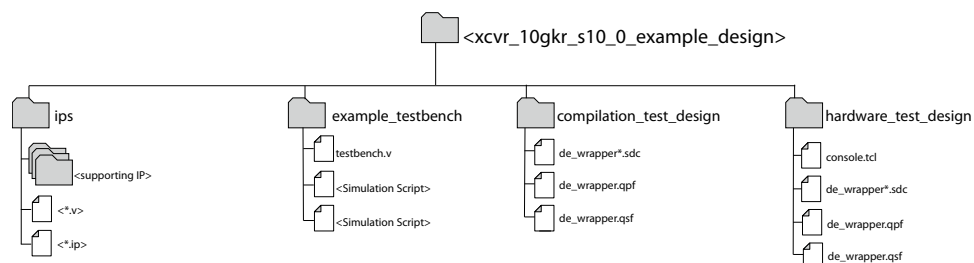 <xcvr_10gkr_s10_0_example_design>
ips
<supporting IP>
<*.v>
<*.ip>
example_testbench
testbench.v
<Simulation Script>
<Simulation Script>
compilation_test_design
de_wrapper*.sdc
de_wrapper.qpf
de_wrapper.qsf
hardware_test_design
console.tcl
de_wrapper*.sdc
de_wrapper.qpf
de_wrapper.qsf